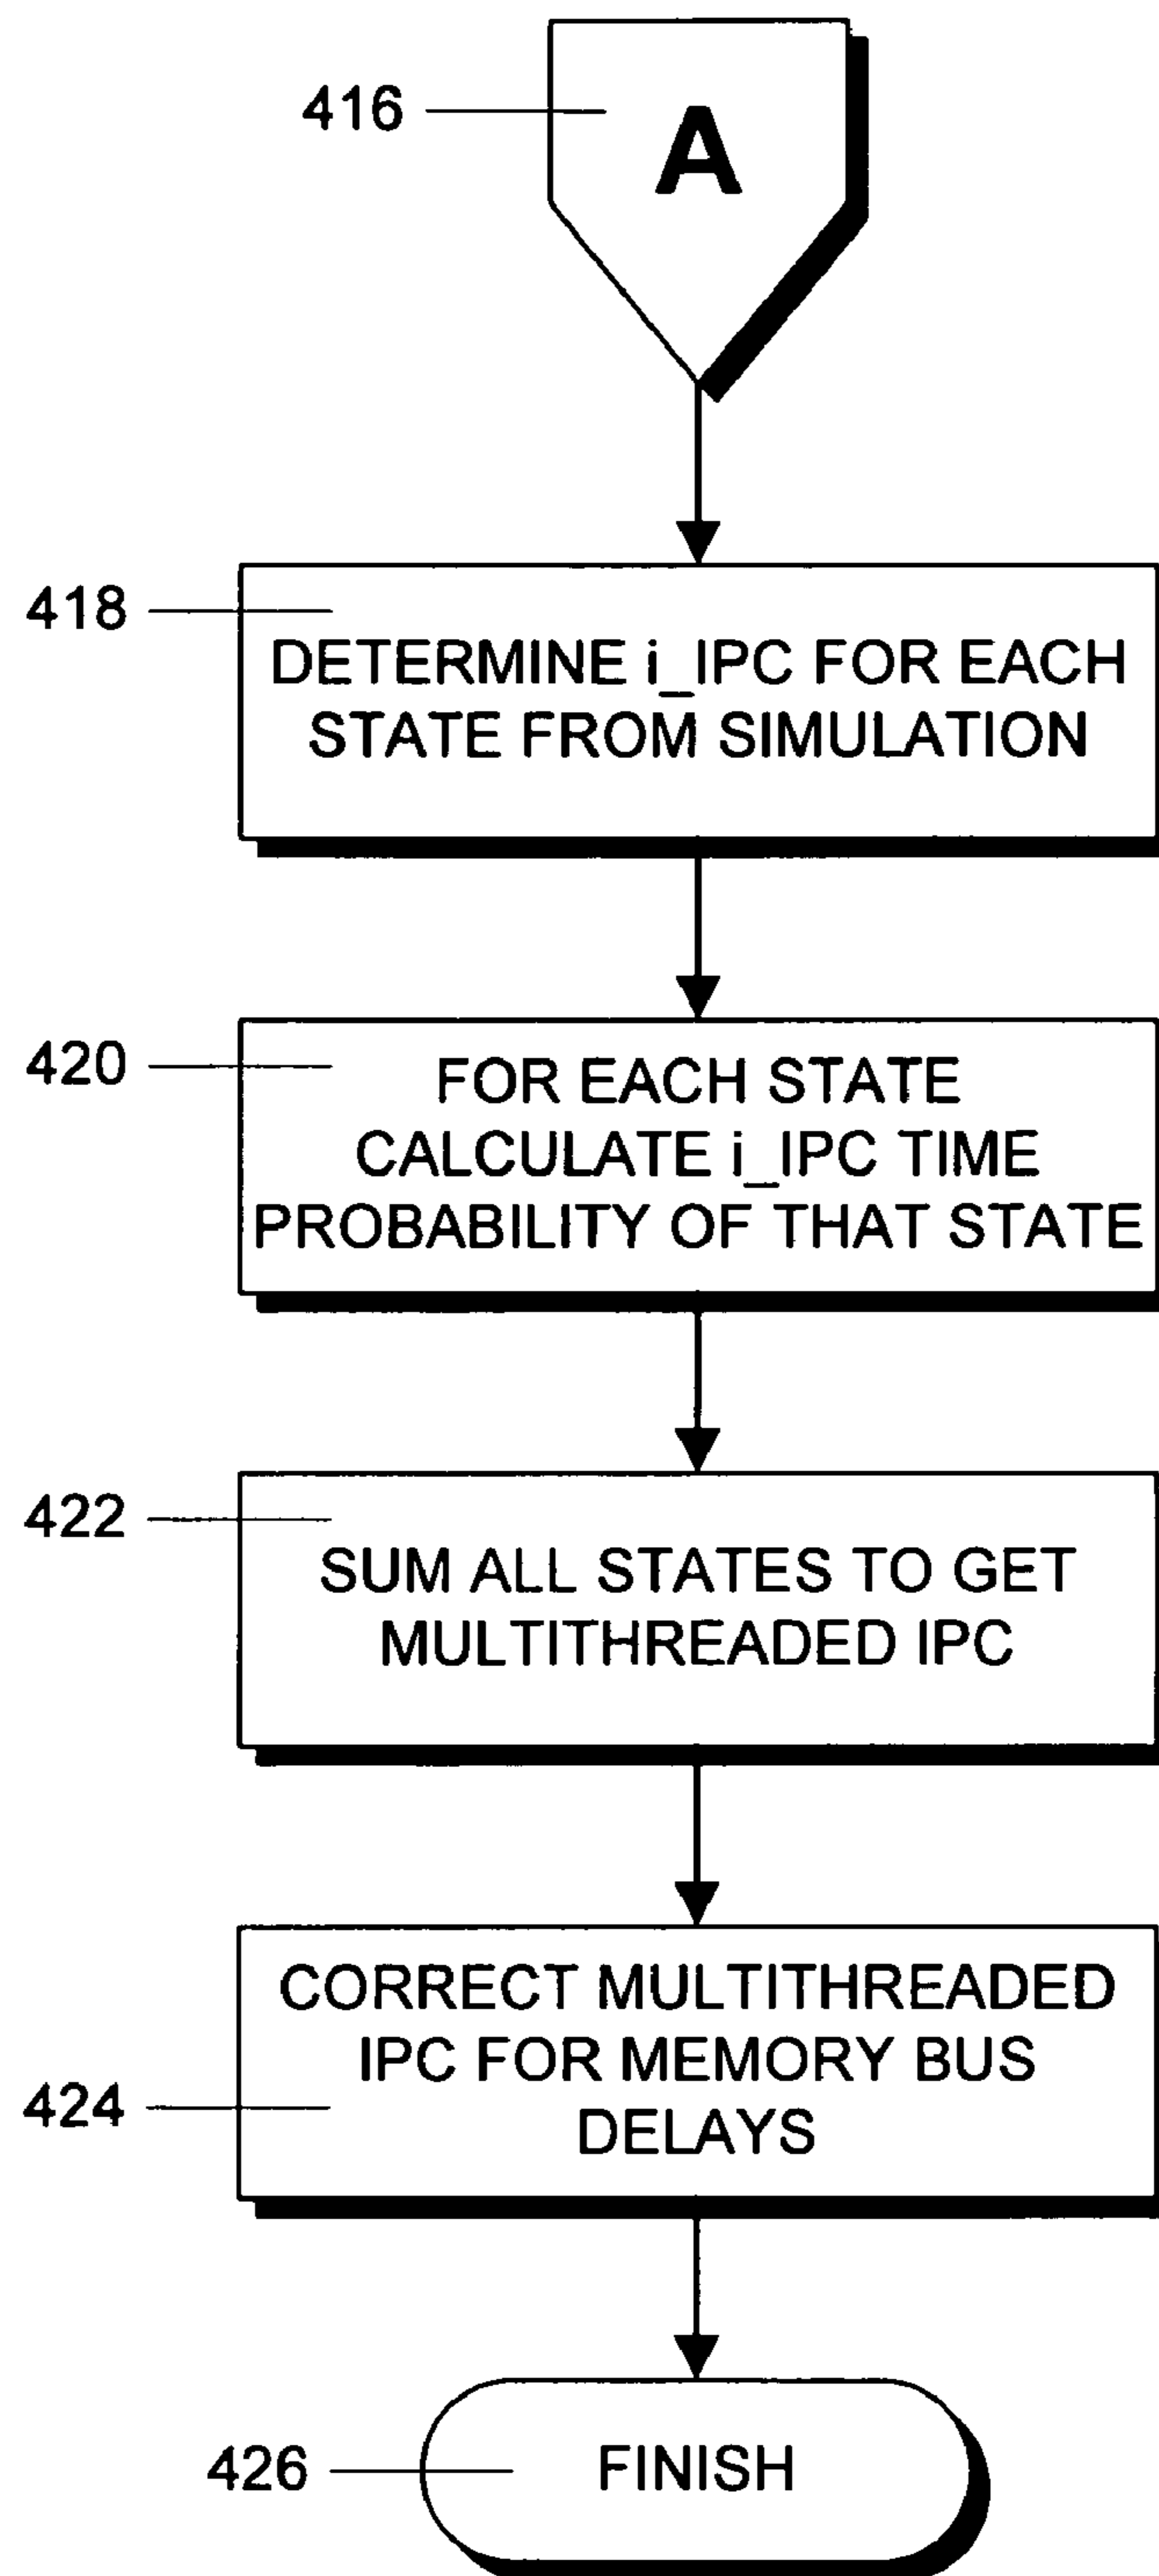 416
A
418
DETERMINE i_IPC FOR EACH
STATE FROM SIMULATION
420
FOR EACH STATE
CALCULATE i_IPC TIME
PROBABILITY OF THAT STATE
422
SUM ALL STATES TO GET
MULTITHREADED IPC
CORRECT MULTITHREADED
IPC FOR MEMORY BUS
424
DELAYS
426
FINISH